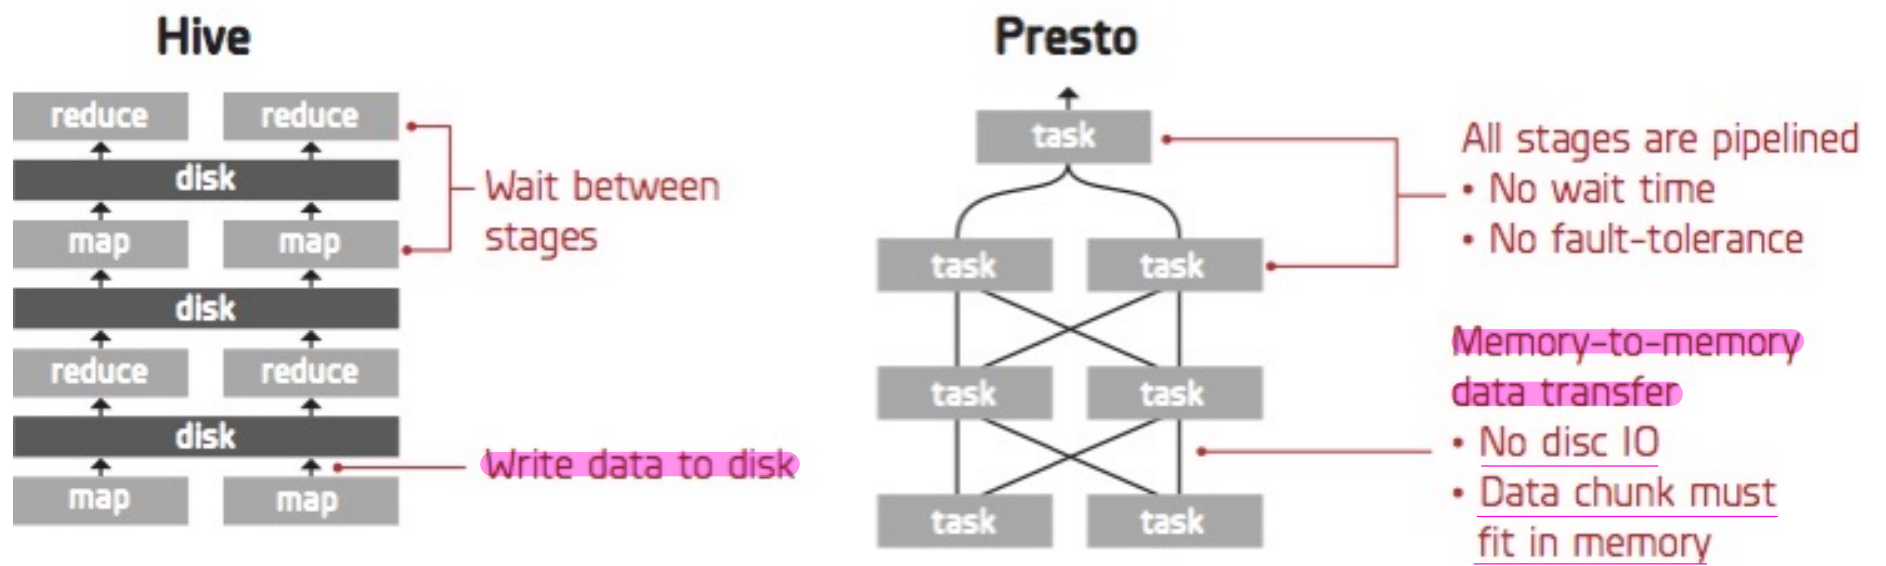 Hive
reduce reduce
disk
map map
disk
reduce reduce
disk
map map
Wait between
stages
Write data to disk
Presto
task
task task
task task
task task
All stages are pipelined
• No wait time
• No fault-tolerance
Memory-to-memory
data transfer
• No disc IO
• Data chunk must
fit in memory